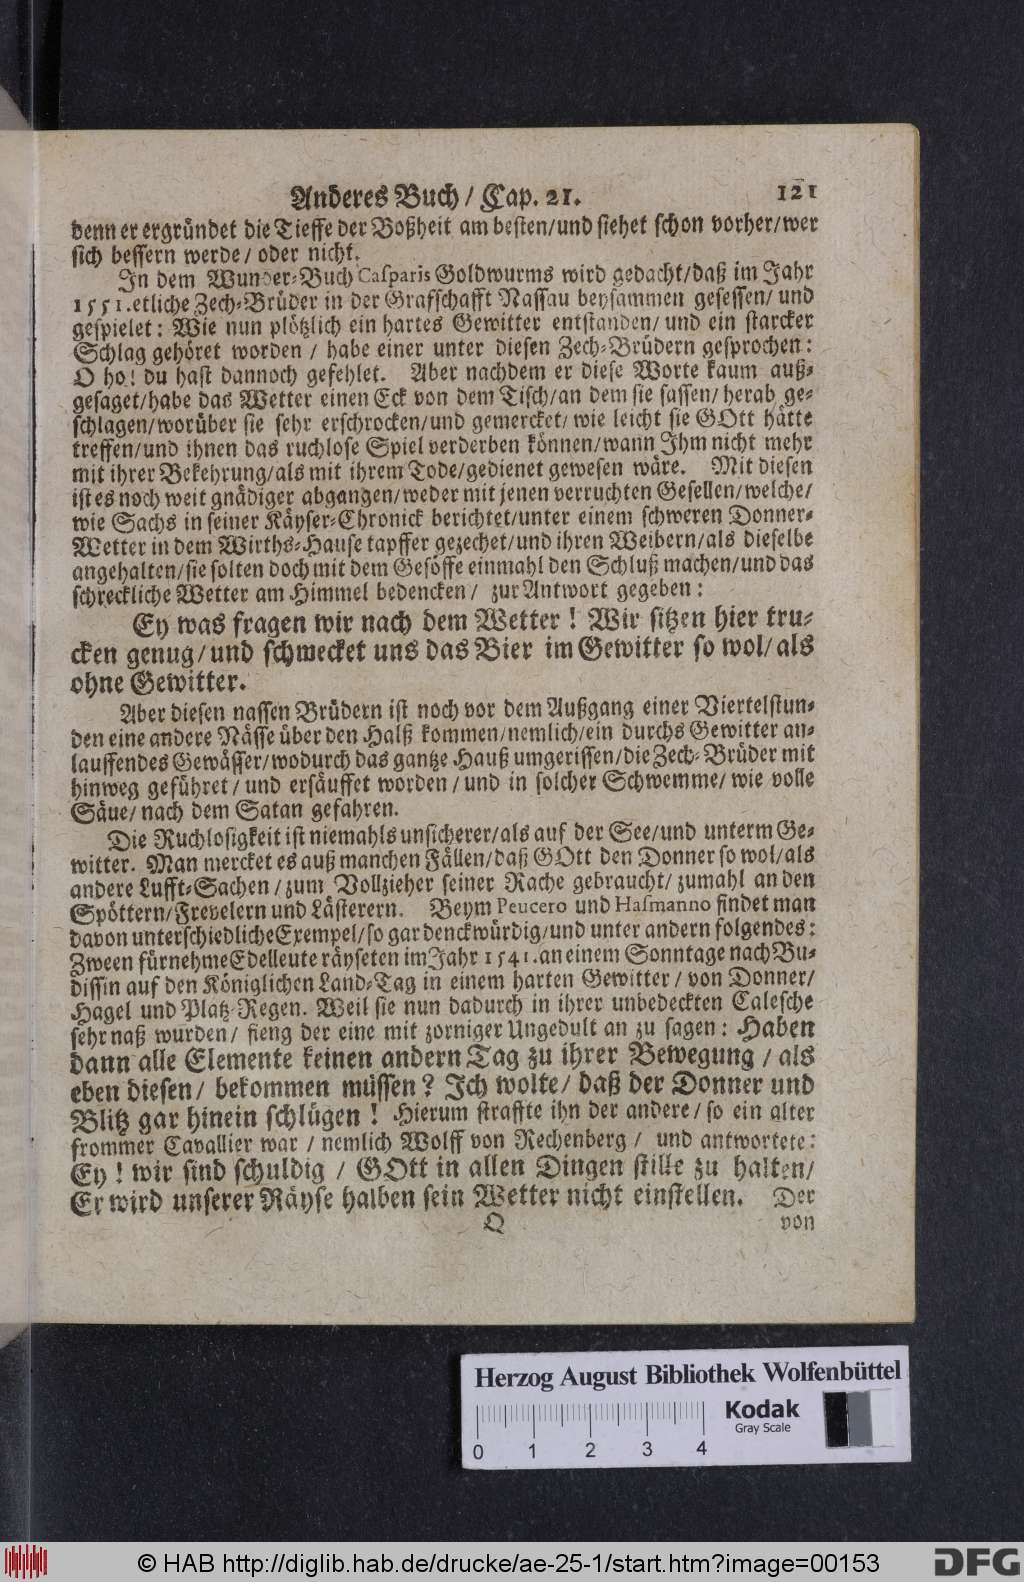 Anderes Buch / Cap. 21. 121
denn er ergründet die Tieffe der Boßheit am besten/und siehet schon vorher/wer
sich bessern werde/ oder nicht.
In dem Wunder-Buch Casparis Goldwurms wird gedacht/daß im Jahr
1551.etliche Zech-Brüder in der Grafschafft Nassau beysammen gesessen/ und
gespielet: Wie nun plötzlich ein hartes Gewitter entstanden/ und ein starcker
Schlag gehöret worden / habe einer unter diesen Zech-Brüdern gesprochen:
O ho! du hast dannoch gefehlet. Aber nachdem er diese Worte kaum auß-
gesaget/habe das Wetter einen Eck von dem Tisch/an dem sie sassen/ herab ge-
schlagen/worüber sie sehr erschrocken/und gemercket/ wie leicht sie GOtt hätte
treffen/und ihnen das ruchlose Spiel verderben können/wann Ihm nicht mehr
mit ihrer Bekehrung/als mit ihrem Tode/gedienet gewesen wäre. Mit diesen
ist es noch weit gnädiger abgangen/weder mit jenen verruchten Gesellen/welche/
wie Sachs in seiner Käyser-Chronick berichtet/unter einem schweren Donner-
Wetter in dem Wirths-Hause tapffer gezechet/und ihren Weibern/als dieselbe
angehalten/sie solten doch mit dem Gesöffe einmahl den Schluß machen/und das
schreckliche Wetter am Himmel bedencken/ zur Antwort gegeben:
Ey was fragen wir nach dem Wetter! Wir sitzen hier tru-
cken genug/und schwecket uns das Bier im Gewitter so wol/als
ohne Gewitter.
Aber diesen nassen Brüdern ist noch vor dem Außgang einer Viertelstun-
den eine andere Nässe über den Halß kommen/nemlich/ein durchs Gewitter an-
lauffendes Gewässer/wodurch das gantze Hauß umgerissen/die Zech-Brüder mit
hinweg geführet/ und ersäuffet worden/und in solcher Schwemme/ wie volle
Säue/ nach dem Satan gefahren.
Die Ruchlosigkeit ist niemahls unsicherer/als auf der See/und unterm Ge-
witter. Man mercket es auß manchen Fällen/daß GOtt den Donner so wol/als
andere Lufft-Sachen/zum Vollzieher seiner Rache gebraucht/ zumahl an den
Spöttern/Frevelern und Lästerern. Beym Peucero und Hasmanno findet man
davon unterschiedliche Exempel/so gar denckwürdig/und unter andern folgendes:
Zween fürnehme Edelleute räyseten im Jahr 1541.an einem Sonntage nach Bu-
dissin auf den Königlichen Land-Tag in einem harten Gewitter/ von Donner/
Hagel und Platz-Regen. Weil sie nun dadurch in ihrer unbedeckten Calesche
sehr naß wurden/ fieng der eine mit zorniger Ungedult an zu sagen: Haben
dann alle Elemente keinen andern Tag zu ihrer Bewegung / als
eben diesen/ bekommen müssen? Ich wolte/ daß der Donner und
Blitz gar hinein schlügen! Hierum straffte ihn der andere/ so ein alter
frommer Cavallier war / nemlich Wolff von Rechenberg/ und antwortete:
Ey! wir sind schuldig / GOtt in allen Dingen stille zu halten/
Er wird unserer Räyse halben sein Wetter nicht einstellen. Der
Q von
Herzog August Bibliothek Wolfenbüttel
Kodak
Gray Scale
0 1 2 3 4
© HAB http://diglib.hab.de/drucke/ae-25-1/start.htm?image=00153
DFG